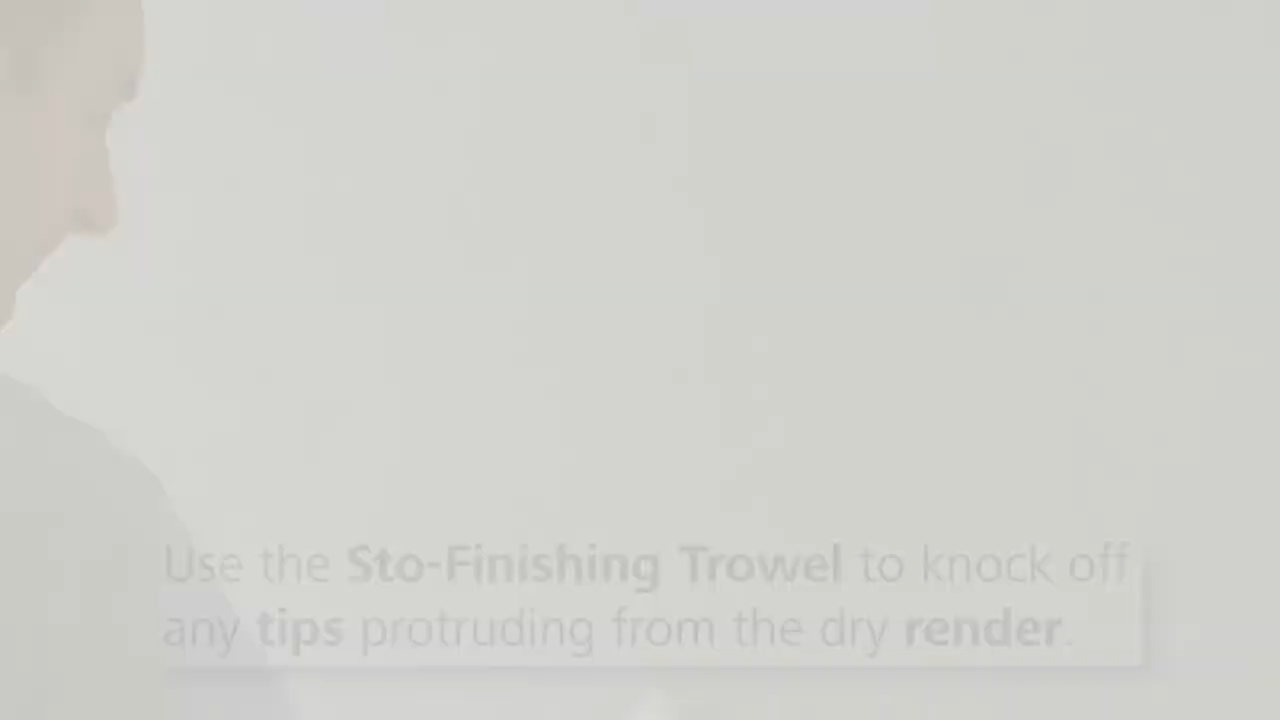 Use the Sto-Finishing Trowel to knock off
any tips protruding from the dry render.